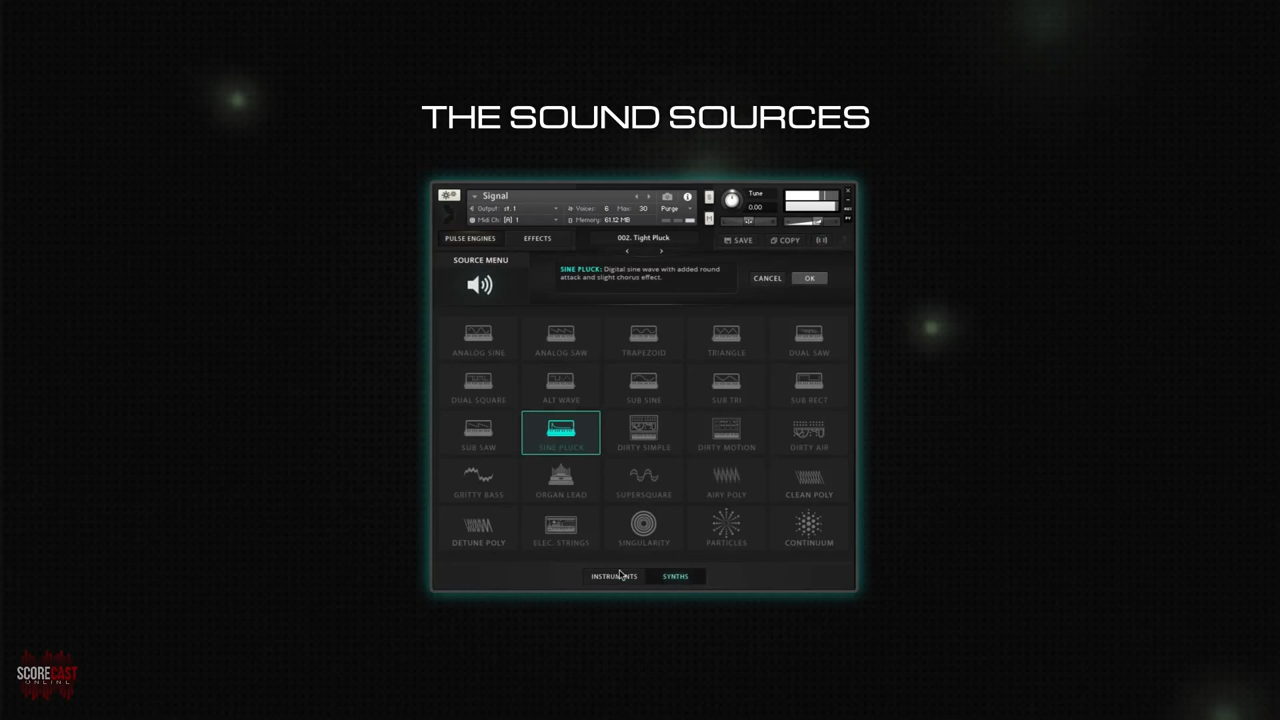 THE SOUND SOURCES
Signal
Output: st. 1
Voices: 6 Max: 30 Purge
Midi Ch: [A] 1
Memory: 61.12 MB
Tune
0.00
S
M
PULSE ENGINES EFFECTS 002. Tight Pluck SAVE COPY
SOURCE MENU
SINE PLUCK: Digital sine wave with added round
attack and slight chorus effect.
CANCEL OK
ANALOG SINE ANALOG SAW TRAPEZOID TRIANGLE DUAL SAW
DUAL SQUARE ALT WAVE SUB SINE SUB TRI SUB RECT
SUB SAW SINE PLUCK DIRTY SIMPLE DIRTY MOTION DIRTY AIR
GRITTY BASS ORGAN LEAD SUPERSQUARE AIRY POLY CLEAN POLY
DETUNE POLY ELEC. STRINGS SINGULARITY PARTICLES CONTINUUM
INSTRUMENTS SYNTHS
SCORECAST
ONLINE